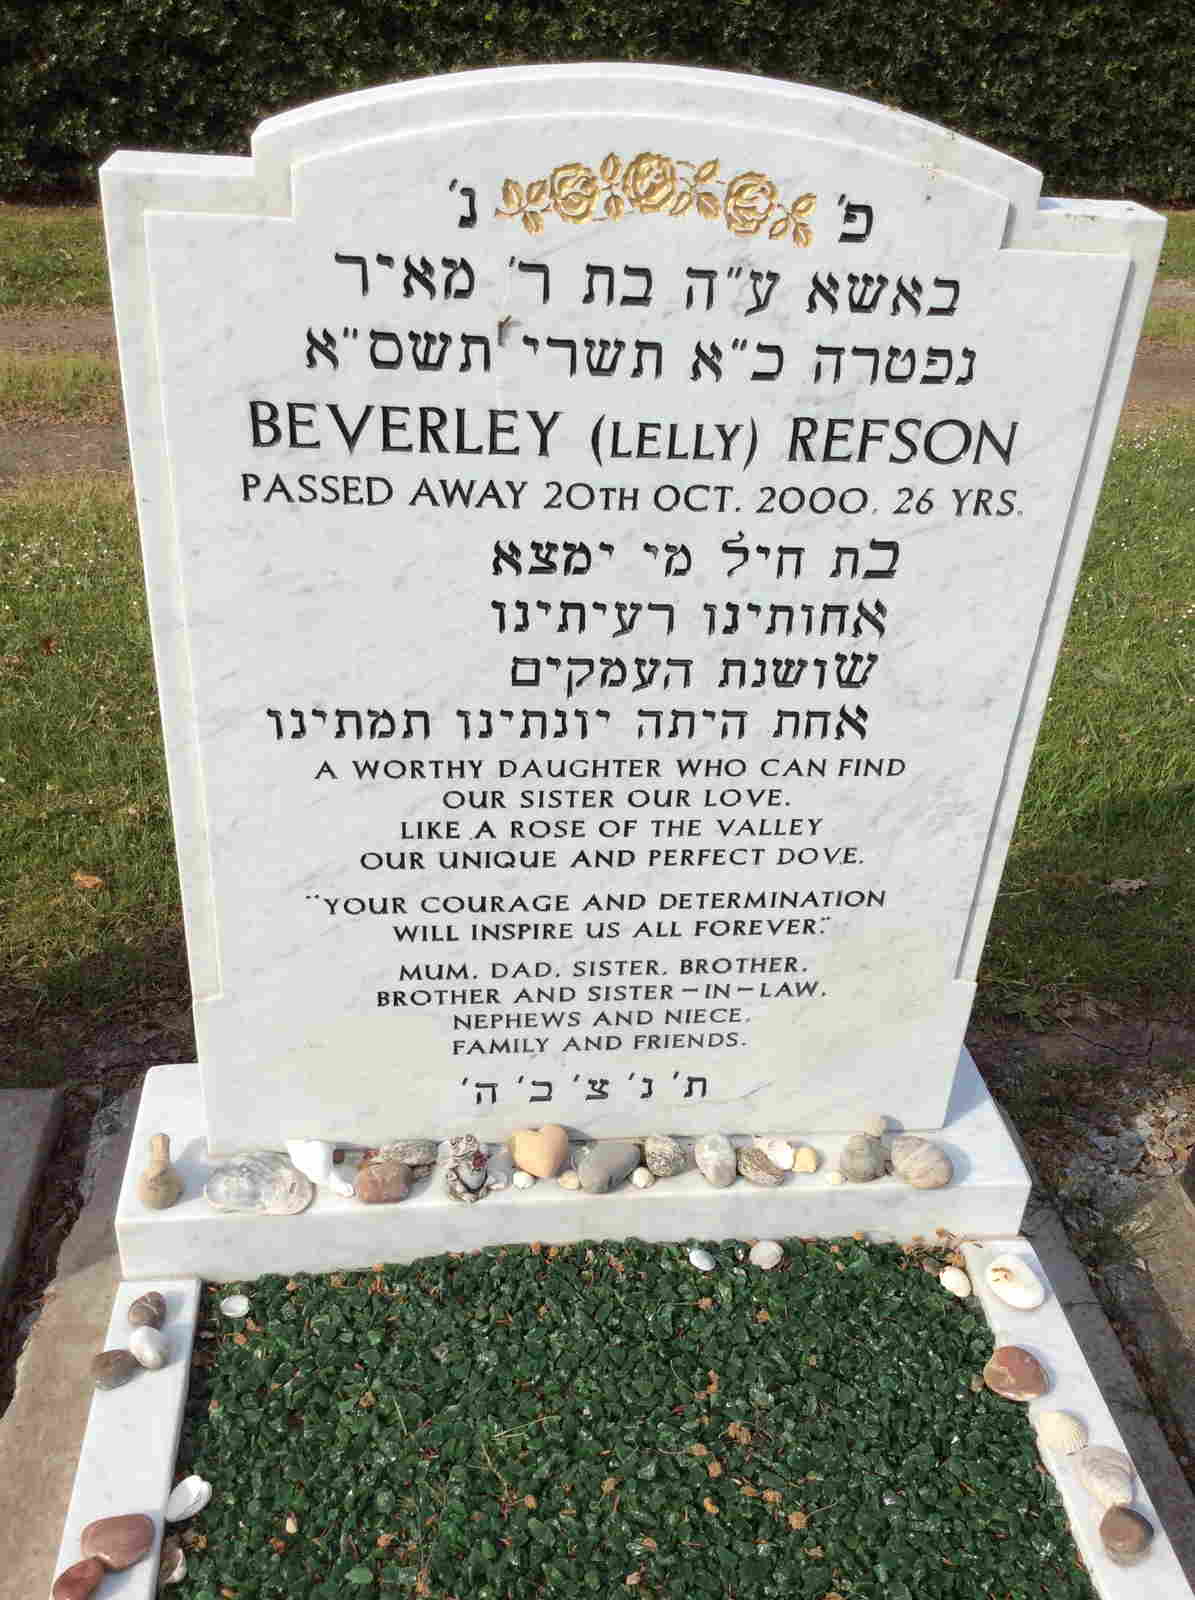 פ׳ נ׳
באשא ע״ה בת ר׳ מאיר
נפטרה כ״א תשרי תשס״א
BEVERLEY (LELLY) REFSON
PASSED AWAY 20TH OCT. 2000. 26 YRS.
בת חיל מי ימצא
אחותינו רעיתינו
שושנת העמקים
אחת היתה יונתינו תמתינו
A WORTHY DAUGHTER WHO CAN FIND
OUR SISTER OUR LOVE.
LIKE A ROSE OF THE VALLEY
OUR UNIQUE AND PERFECT DOVE.
"YOUR COURAGE AND DETERMINATION
WILL INSPIRE US ALL FOREVER."
MUM. DAD. SISTER. BROTHER.
BROTHER AND SISTER-IN-LAW.
NEPHEWS AND NIECE.
FAMILY AND FRIENDS.
ת׳ נ׳ צ׳ ב׳ ה׳